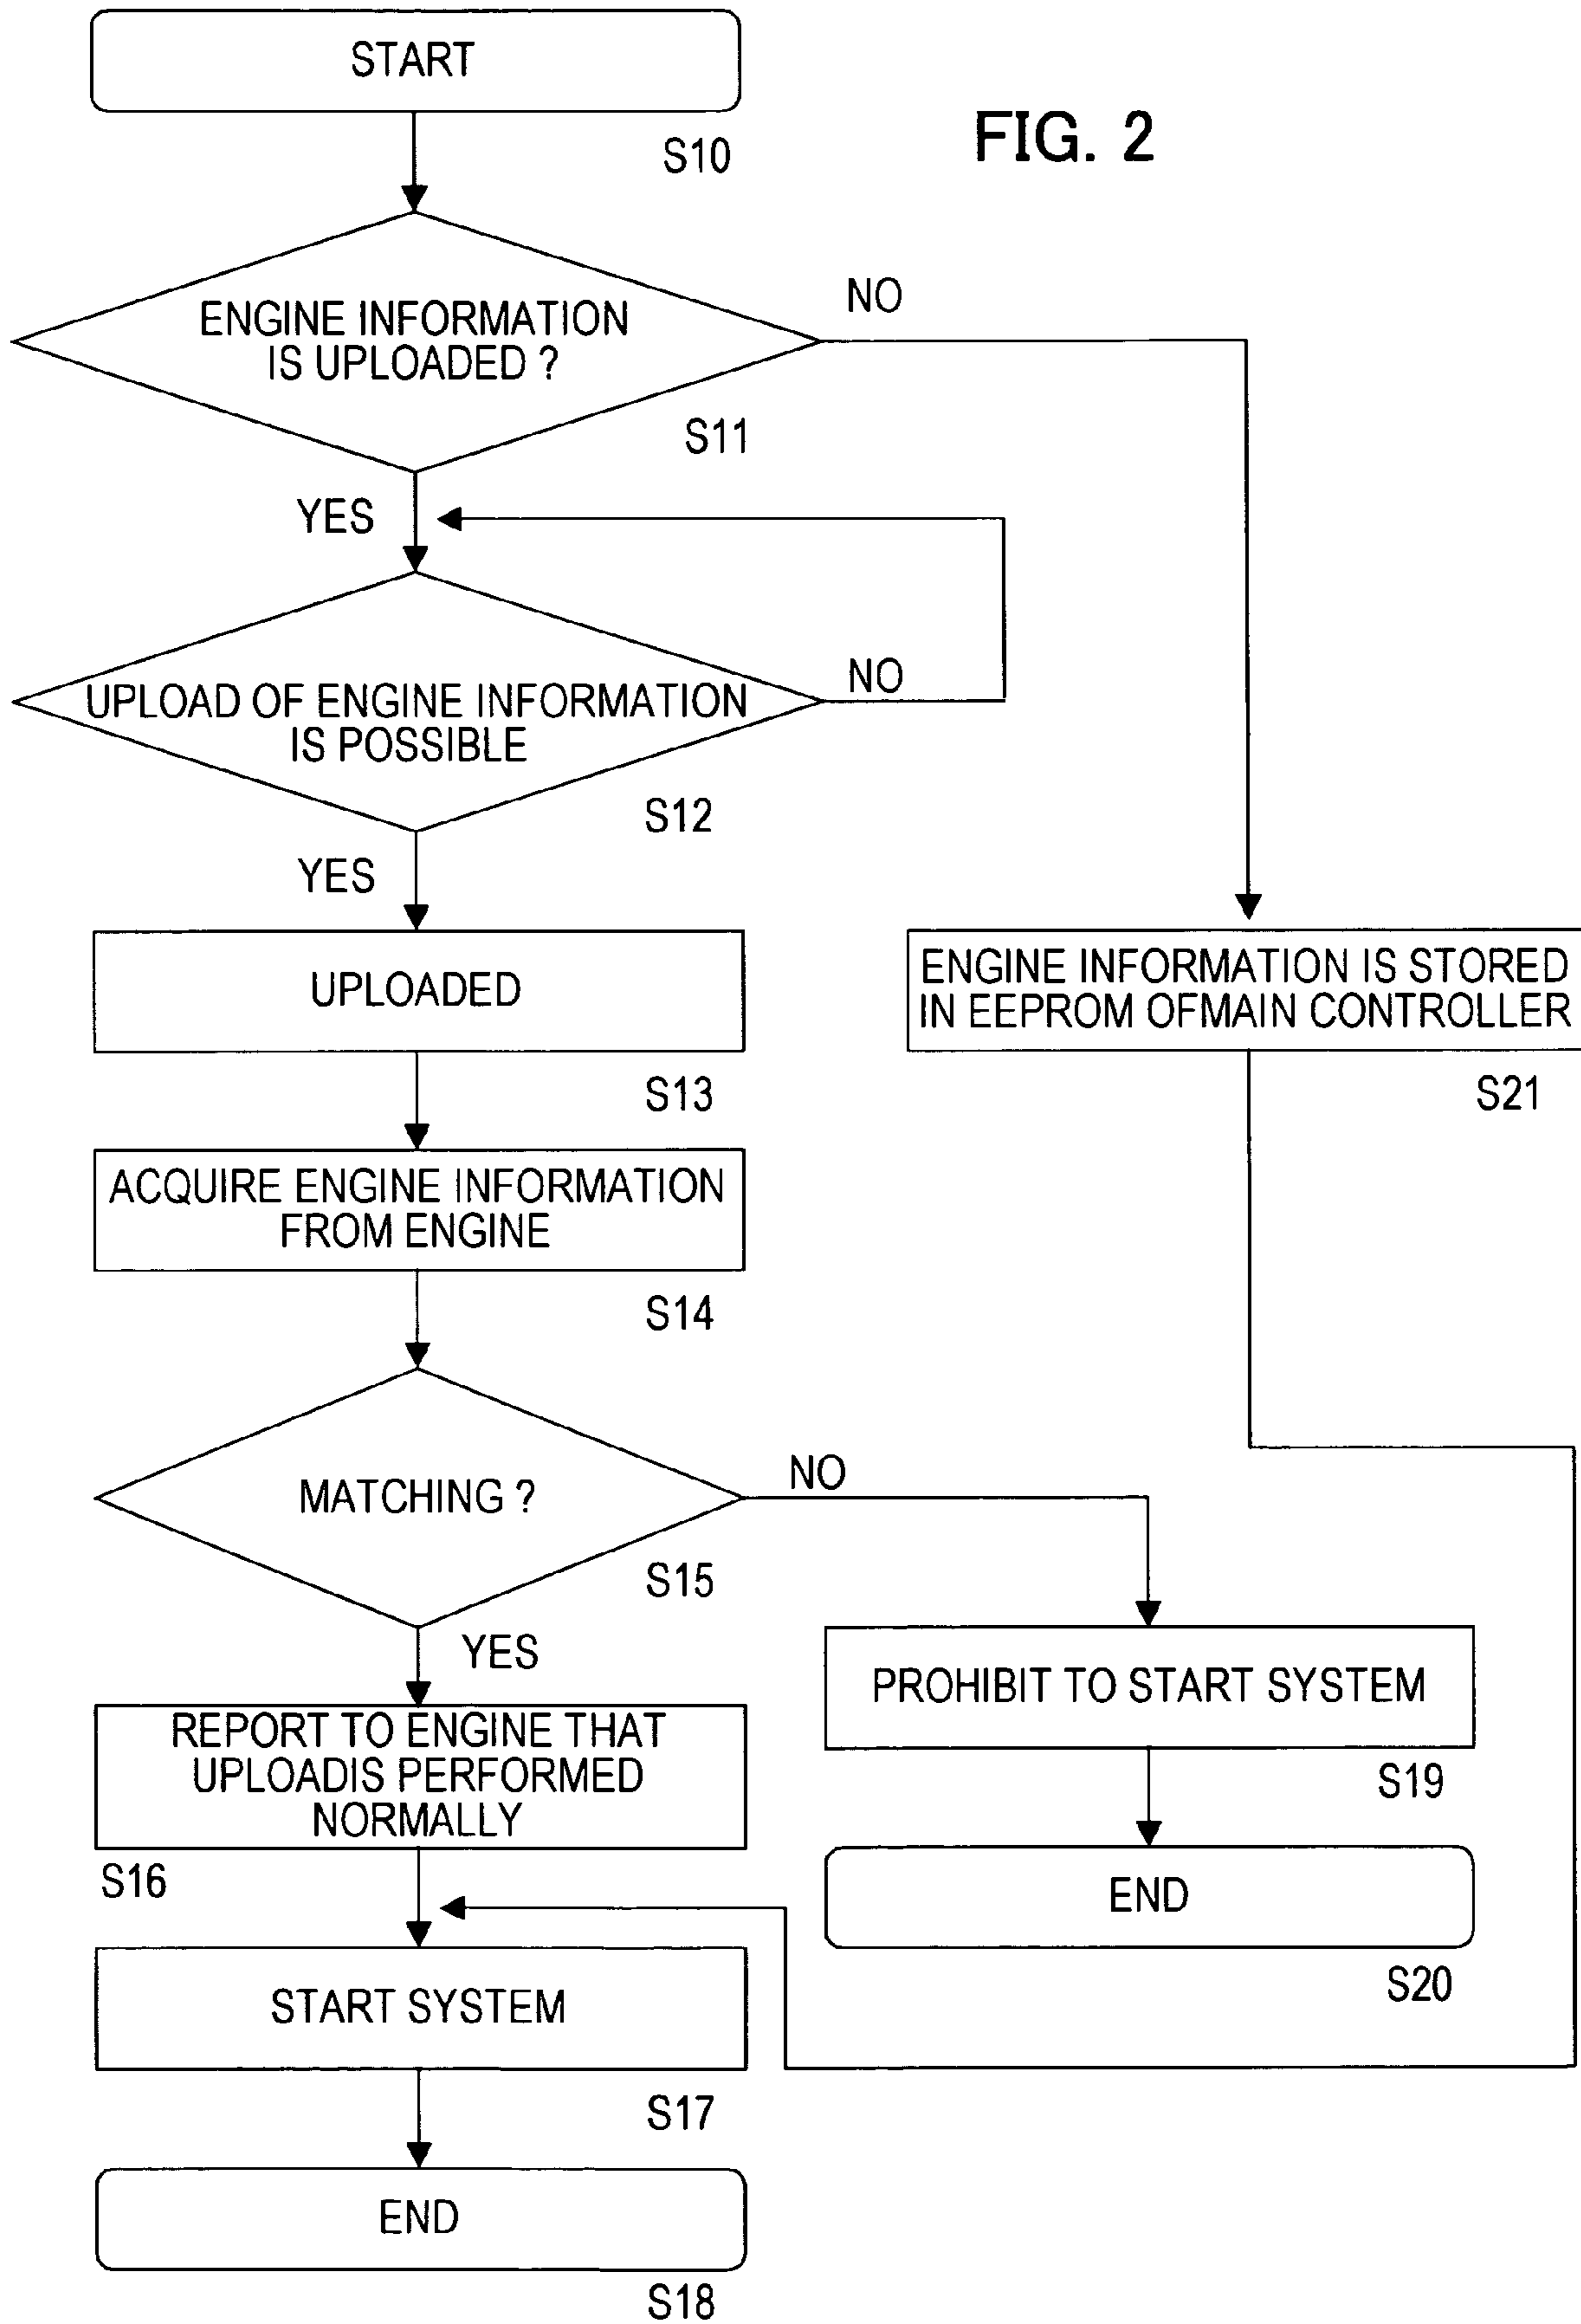 START
S10
FIG. 2
ENGINE INFORMATION
IS UPLOADED ?
NO
S11
YES
UPLOAD OF ENGINE INFORMATION
IS POSSIBLE
NO
S12
YES
UPLOADED
S13
ENGINE INFORMATION IS STORED
IN EEPROM OFMAIN CONTROLLER
S21
ACQUIRE ENGINE INFORMATION
FROM ENGINE
S14
MATCHING ?
NO
S15
YES
REPORT TO ENGINE THAT
UPLOADIS PERFORMED
NORMALLY
S16
PROHIBIT TO START SYSTEM
S19
END
S20
START SYSTEM
S17
END
S18